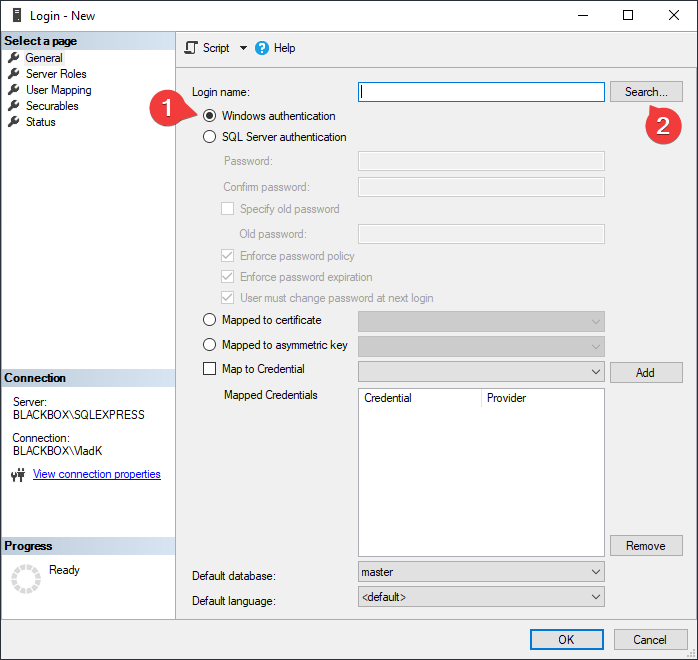 Login - New
Select a page
General
Server Roles
User Mapping
Securables
Status
Connection
Server:
BLACKBOX\SQLEXPRESS
Connection:
BLACKBOX\VladK
View connection properties
Progress
Ready
Script Help
Login name: Search...
1 Windows authentication
2
SQL Server authentication
Password:
Confirm password:
Specify old password
Old password:
Enforce password policy
Enforce password expiration
User must change password at next login
Mapped to certificate
Mapped to asymmetric key
Map to Credential Add
Mapped Credentials Credential Provider
Remove
Default database: master
Default language: <default>
OK Cancel